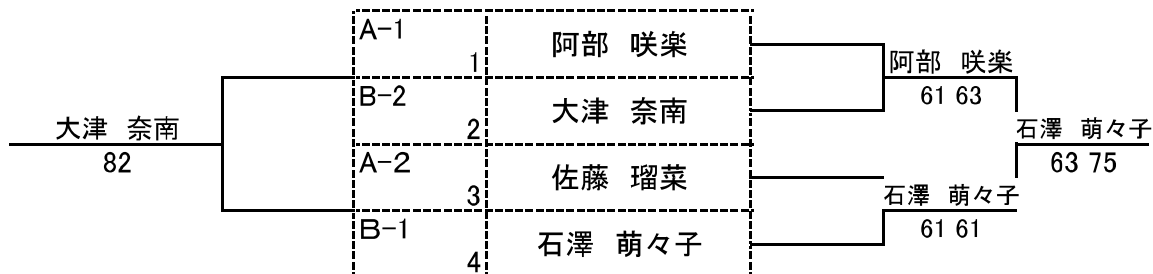 A-1
1
阿部 咲楽
B-2
2
大津 奈南
A-2
3
佐藤 瑠菜
B-1
4
石澤 萌々子
大津 奈南
82
阿部 咲楽
61 63
石澤 萌々子
61 61
石澤 萌々子
63 75